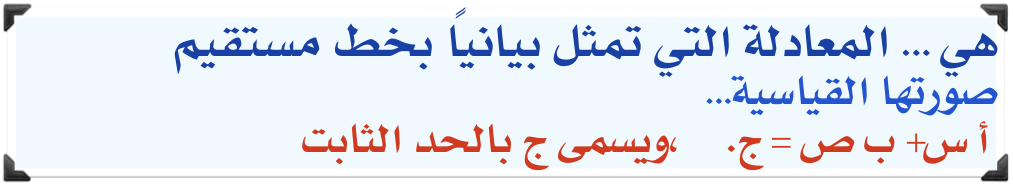 هي ... المعادلة التي تمثل بيانياً بخط مستقيم
صورتها القياسية...
أ س+ ب ص = ج. ،ويسمى ج بالحد الثابت